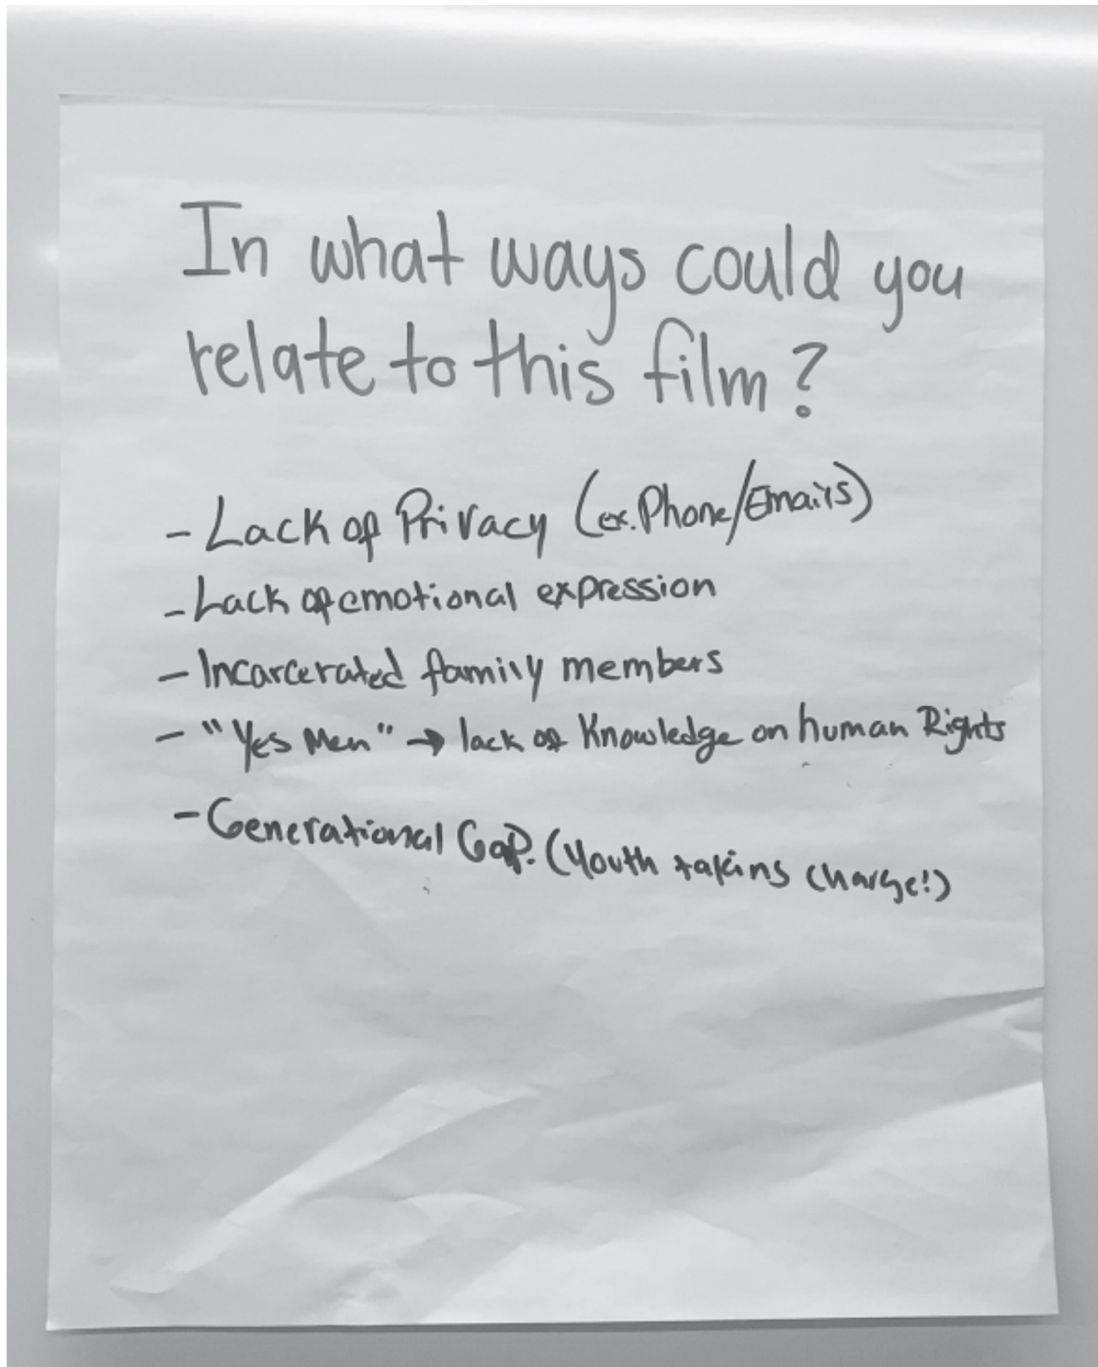 In what ways could you
relate to this film?
- Lack of Privacy (ex. Phone/Emails)
- Lack of emotional expression
- Incarcerated family members
- "Yes Men" → lack of Knowledge on human Rights
- Generational Gap. (Youth taking charge!)